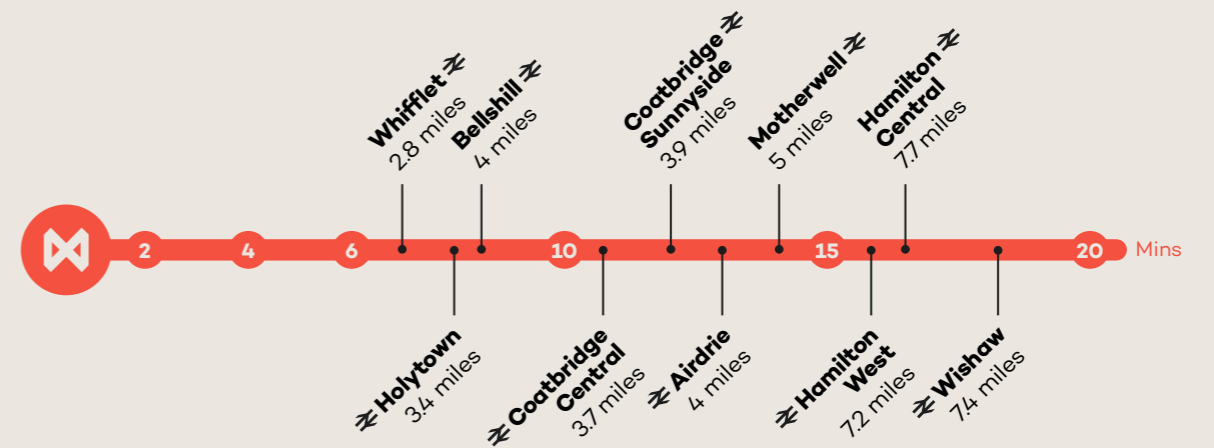 Whifflet
2.8 miles
Bellshill
4 miles
Coatbridge
Sunnyside
3.9 miles
Motherwell
5 miles
Hamilton
Central
7.7 miles
2
4
6
10
15
20
Mins
Holytown
3.4 miles
Coatbridge
Central
3.7 miles
Airdrie
4 miles
Hamilton
West
7.2 miles
Wishaw
7.4 miles